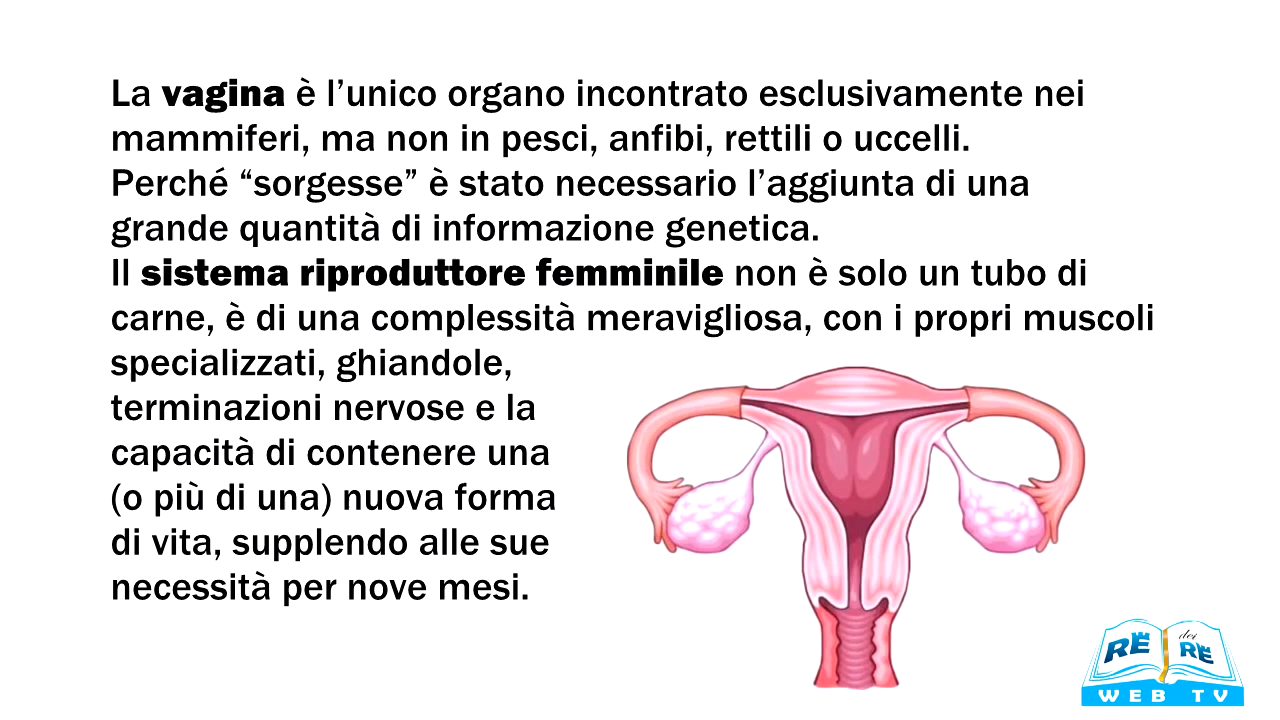 La vagina è l’unico organo incontrato esclusivamente nei
mammiferi, ma non in pesci, anfibi, rettili o uccelli.
Perché “sorgesse” è stato necessario l’aggiunta di una
grande quantità di informazione genetica.
Il sistema riproduttore femminile non è solo un tubo di
carne, è di una complessità meravigliosa, con i propri muscoli
specializzati, ghiandole,
terminazioni nervose e la
capacità di contenere una
(o più di una) nuova forma
di vita, supplendo alle sue
necessità per nove mesi.
RE dei RE
WEB TV